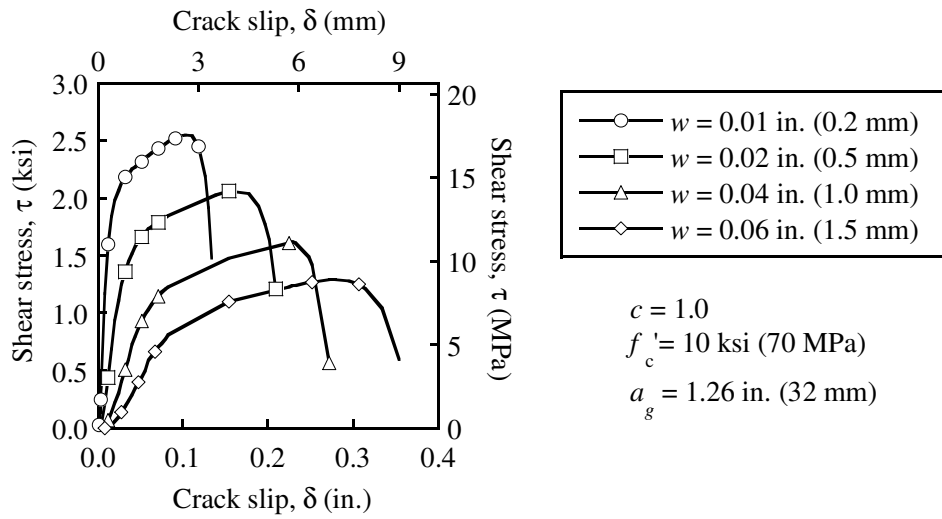 Crack slip, δ (mm)
0 3 6 9
3.0
2.5
2.0
1.5
1.0
0.5
0.0
Shear stress, τ (ksi)
20
15
10
5
0
Shear stress, τ (MPa)
0.0 0.1 0.2 0.3 0.4
Crack slip, δ (in.)
w = 0.01 in. (0.2 mm)
w = 0.02 in. (0.5 mm)
w = 0.04 in. (1.0 mm)
w = 0.06 in. (1.5 mm)
c = 1.0
f_c'= 10 ksi (70 MPa)
a_g = 1.26 in. (32 mm)